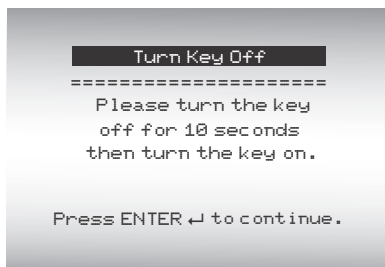 Turn Key Off
=====================
Please turn the key
off for 10 seconds
then turn the key on.
Press ENTER ↵ to continue.